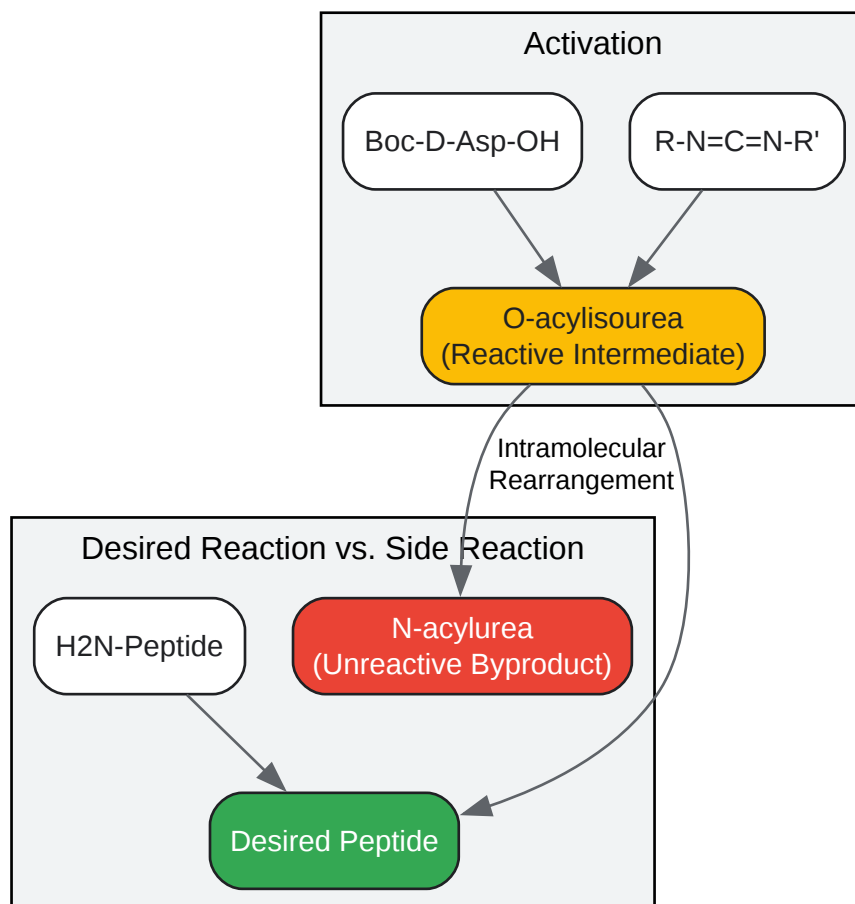 Activation
Boc-D-Asp-OH
R-N=C=N-R'
O-acylisourea
(Reactive Intermediate)
Intramolecular
Rearrangement
Desired Reaction vs. Side Reaction
H2N-Peptide
N-acylurea
(Unreactive Byproduct)
Desired Peptide